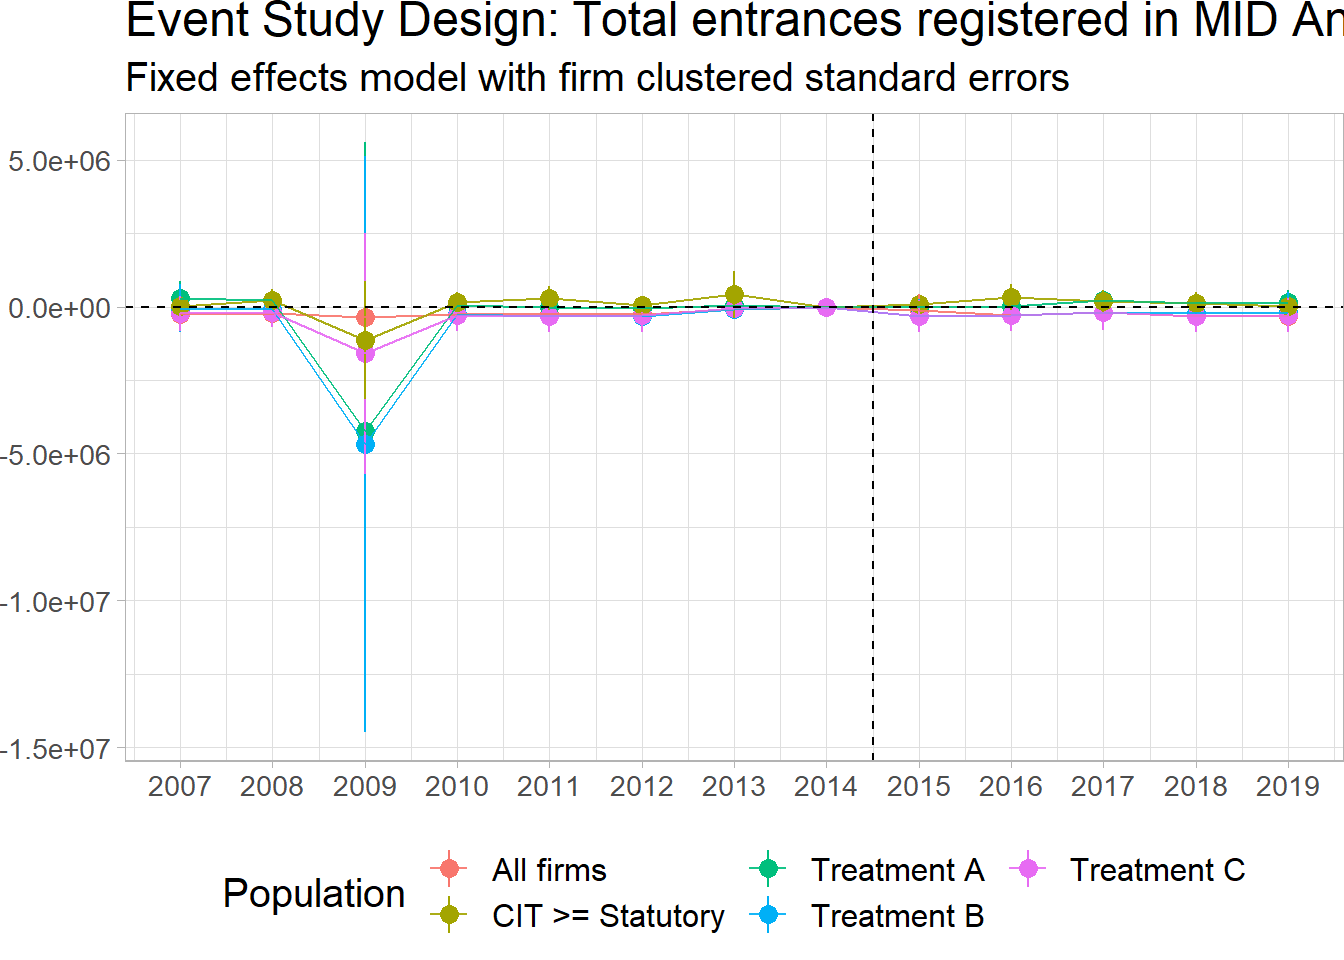 Event Study Design: Total entrances registered in MID
Fixed effects model with firm clustered standard errors
5.0e+06
0.0e+00
-5.0e+06
-1.0e+07
-1.5e+07
2007 2008 2009 2010 2011 2012 2013 2014 2015 2016 2017 2018 2019
Population
All firms
Treatment A
Treatment C
CIT >= Statutory
Treatment B